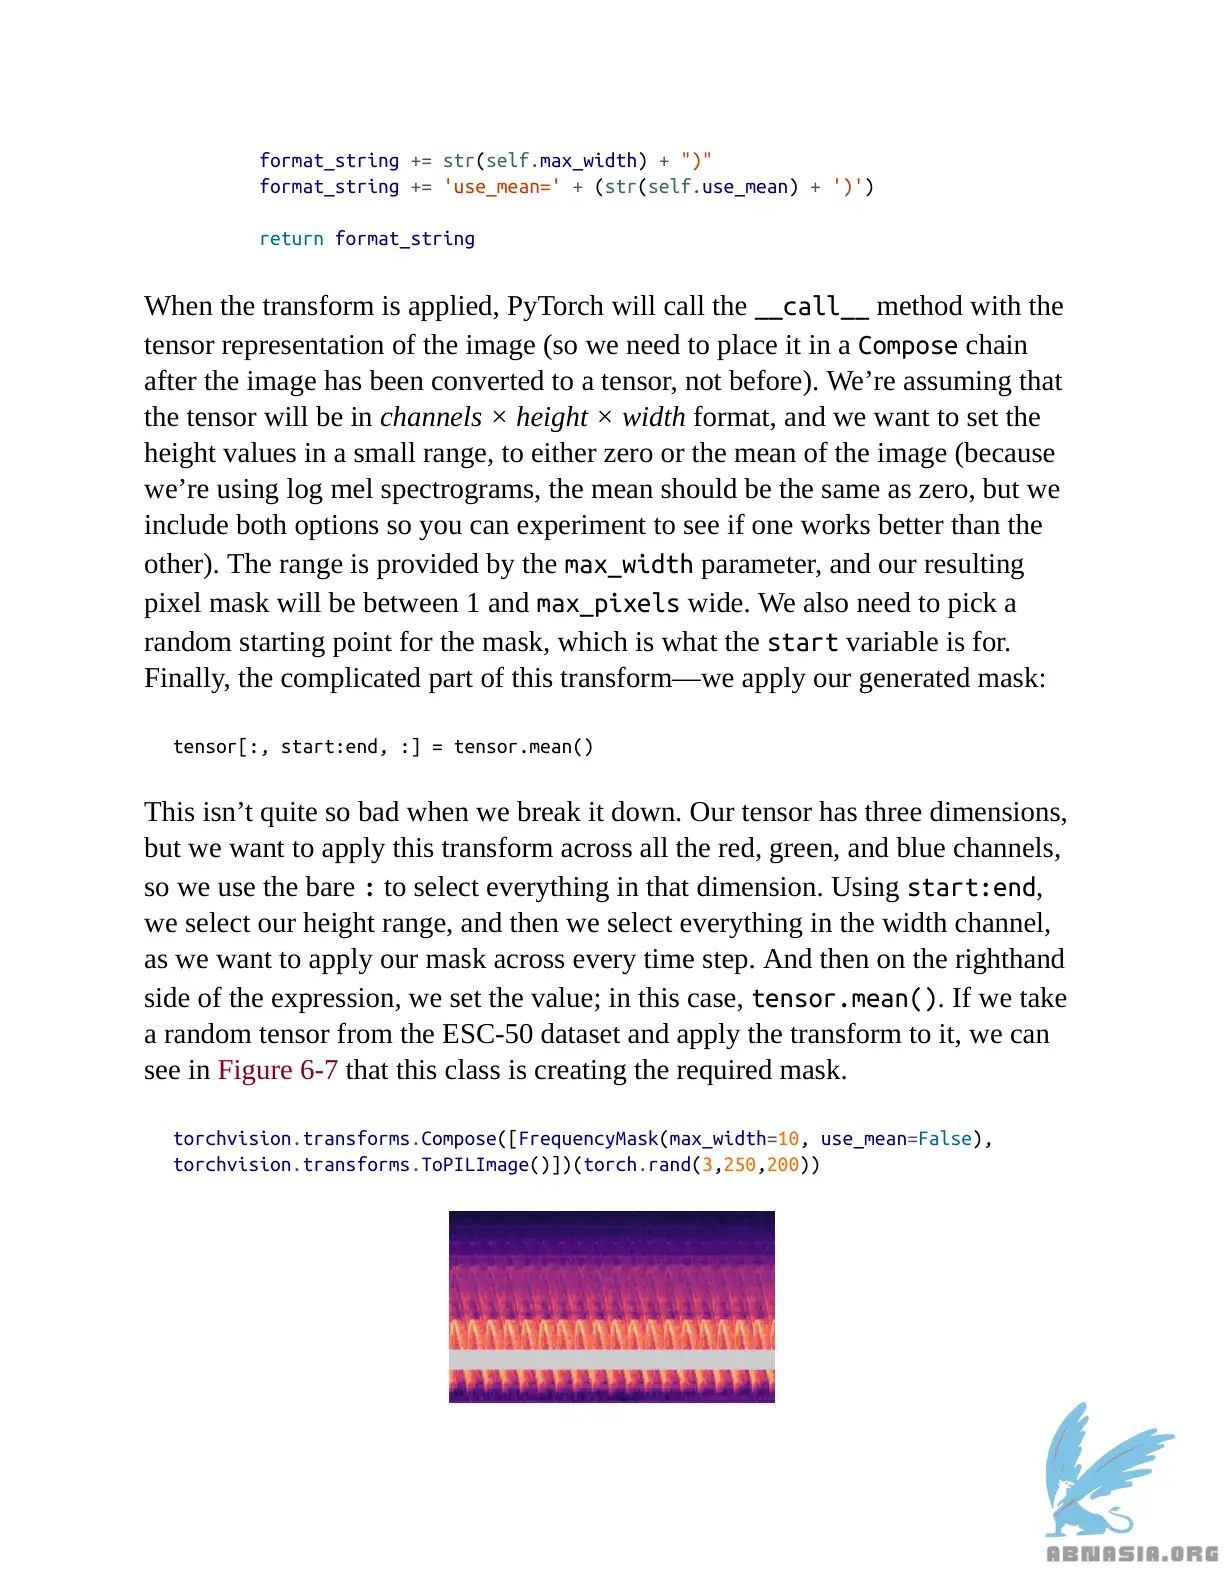 format_string += str(self.max_width) + ")"
format_string += 'use_mean=' + (str(self.use_mean) + ')')
return format_string
When the transform is applied, PyTorch will call the __call__ method with the
tensor representation of the image (so we need to place it in a Compose chain
after the image has been converted to a tensor, not before). We’re assuming that
the tensor will be in channels × height × width format, and we want to set the
height values in a small range, to either zero or the mean of the image (because
we’re using log mel spectrograms, the mean should be the same as zero, but we
include both options so you can experiment to see if one works better than the
other). The range is provided by the max_width parameter, and our resulting
pixel mask will be between 1 and max_pixels wide. We also need to pick a
random starting point for the mask, which is what the start variable is for.
Finally, the complicated part of this transform—we apply our generated mask:
tensor[:, start:end, :] = tensor.mean()
This isn’t quite so bad when we break it down. Our tensor has three dimensions,
but we want to apply this transform across all the red, green, and blue channels,
so we use the bare : to select everything in that dimension. Using start:end,
we select our height range, and then we select everything in the width channel,
as we want to apply our mask across every time step. And then on the righthand
side of the expression, we set the value; in this case, tensor.mean(). If we take
a random tensor from the ESC-50 dataset and apply the transform to it, we can
see in Figure 6-7 that this class is creating the required mask.
torchvision.transforms.Compose([FrequencyMask(max_width=10, use_mean=False),
torchvision.transforms.ToPILImage()])(torch.rand(3,250,200))
ABNASIA.ORG